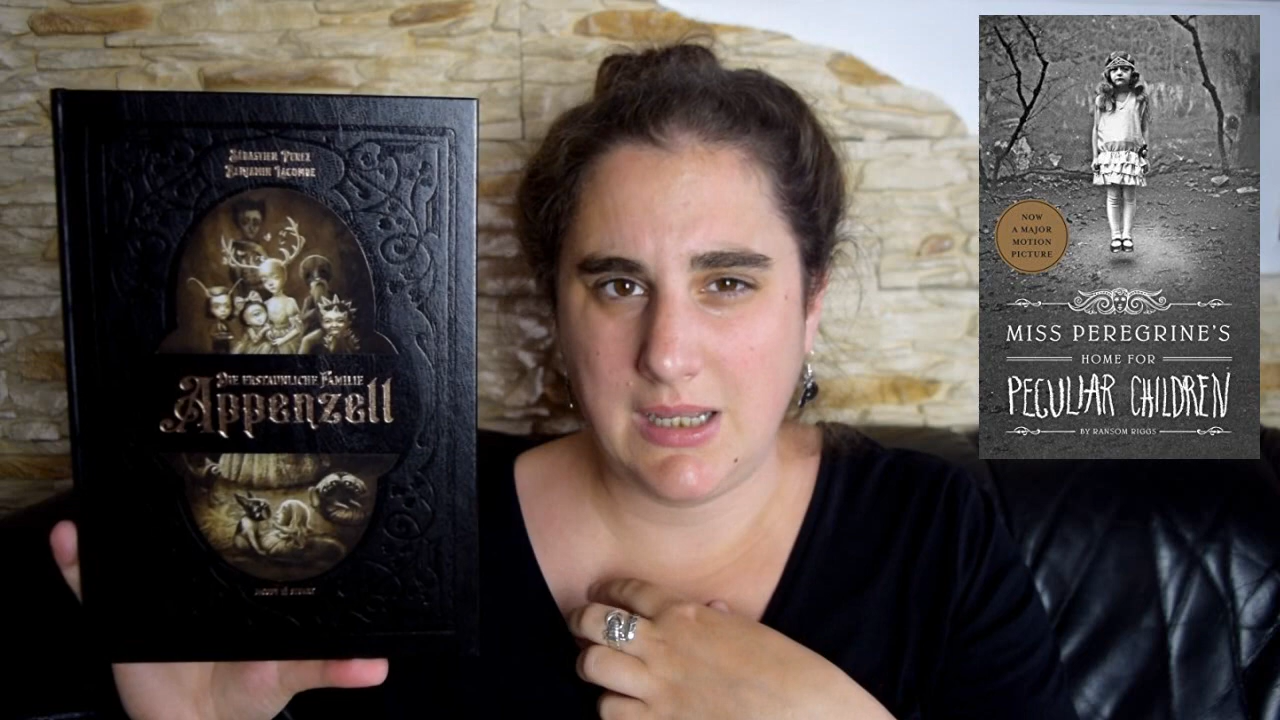 Sébastien Perez
Benjamin Lacombe
Die erstaunliche Familie
Appenzell
NOW
A MAJOR
MOTION
PICTURE
MISS PEREGRINE'S
HOME FOR
PECULIAR CHILDREN
BY RANSOM RIGGS